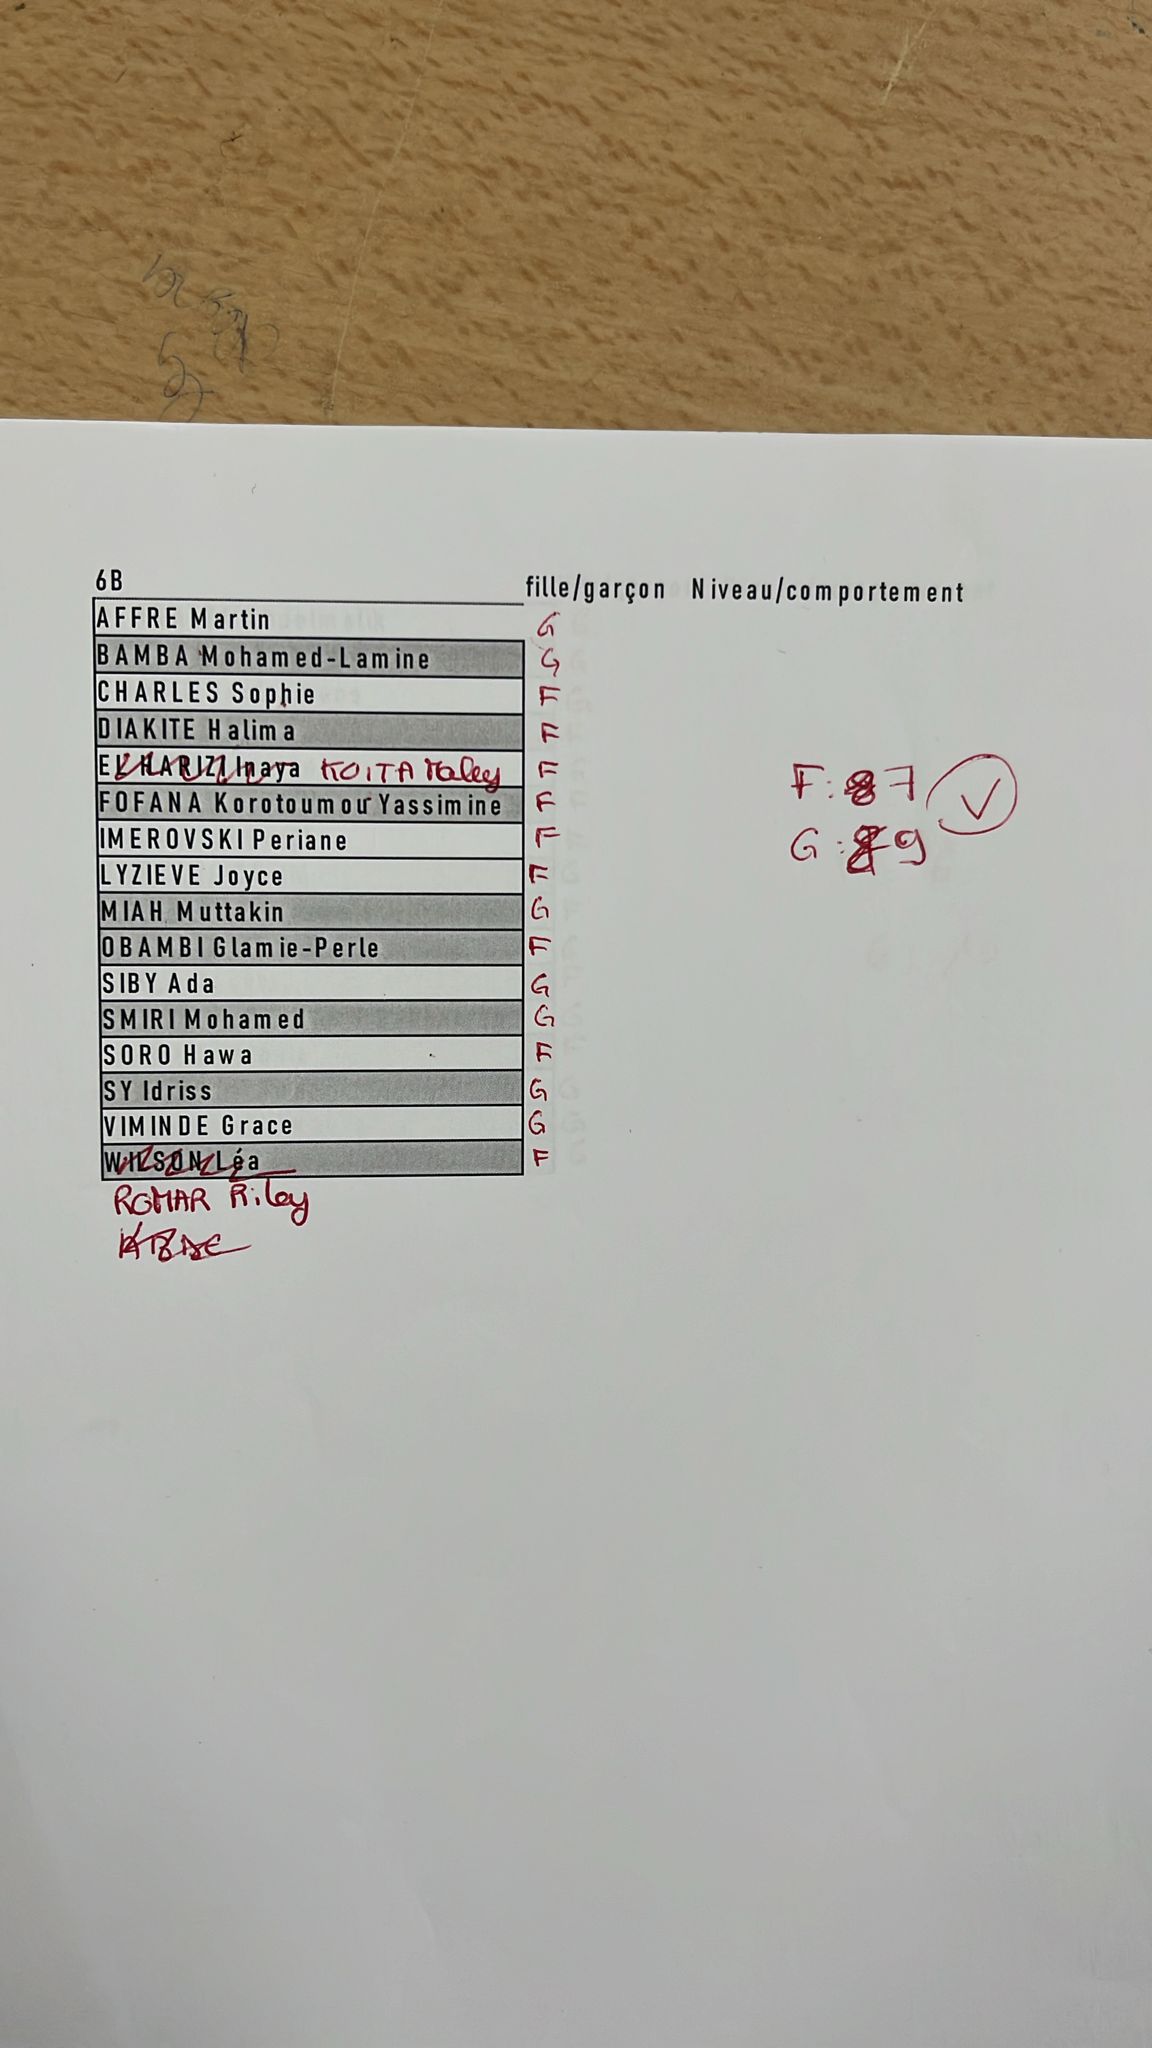 6B fille/garçon Niveau/comportement
AFFRE Martin G
BAMBA Mohamed-Lamine G
CHARLES Sophie F
DIAKITE Halima F
EL HARIZI Inaya KOITA F
FOFANA Korotoumou Yassimine F
IMEROVSKI Periane F
LYZIEVE Joyce F
MIAH Muttakin G
OBAMBI Glamie-Perle F
SIBY Ada G
SMIRI Mohamed G
SORO Hawa F
SY Idriss G
VIMINDE Grace G
WILSON Léa F
ROMAR Riley
F: 7
G: 9